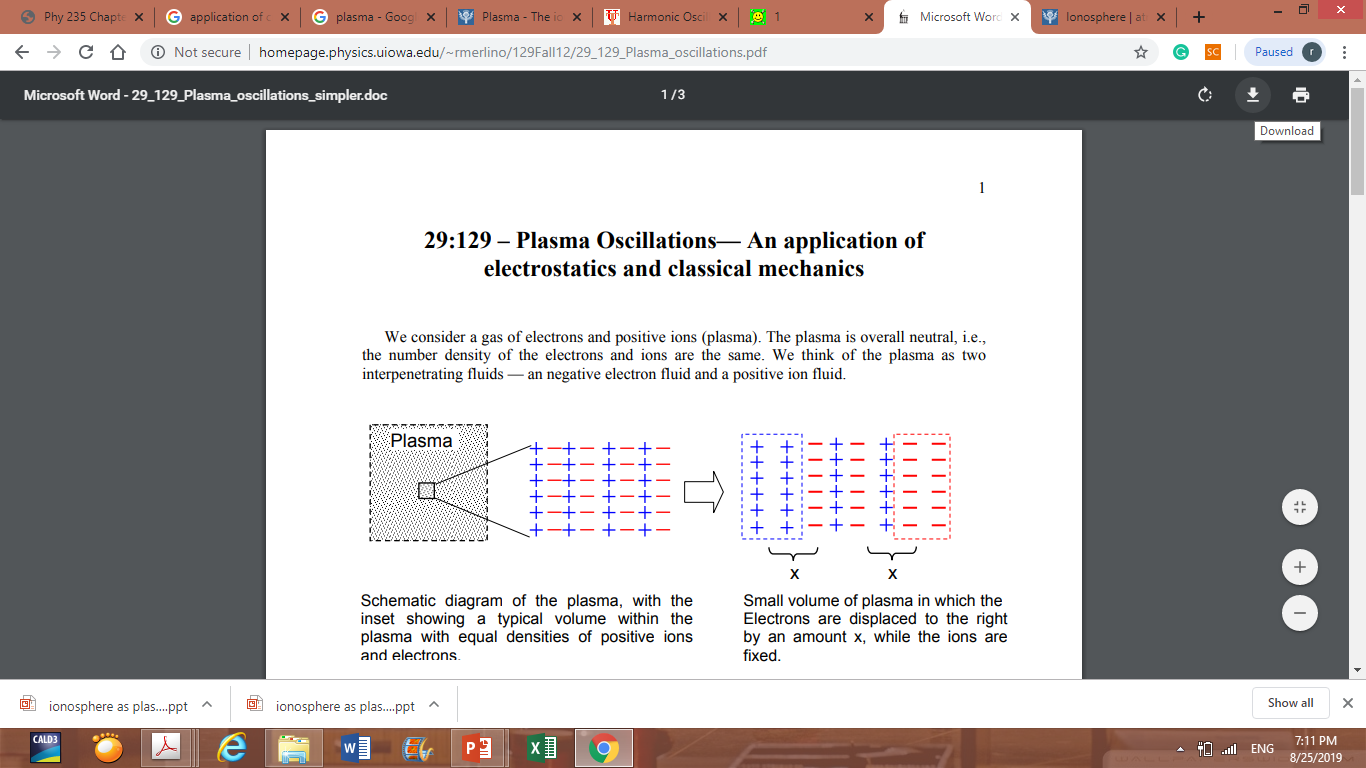 Phy 235 Chapte
application of c
plasma - Goog
Plasma - The io
Harmonic Oscil
1
Microsoft Word
Ionosphere | at
Not secure
homepage.physics.uiowa.edu/~rmerlino/129Fall12/29_129_Plasma_oscillations.pdf
SC
Paused
r
Microsoft Word - 29_129_Plasma_oscillations_simpler.doc
1 / 3
Download
1
29:129 – Plasma Oscillations— An application of
electrostatics and classical mechanics
We consider a gas of electrons and positive ions (plasma). The plasma is overall neutral, i.e.,
the number density of the electrons and ions are the same. We think of the plasma as two
interpenetrating fluids — an negative electron fluid and a positive ion fluid.
Plasma
x
x
Schematic diagram of the plasma, with the
inset showing a typical volume within the
plasma with equal densities of positive ions
and electrons.
Small volume of plasma in which the
Electrons are displaced to the right
by an amount x, while the ions are
fixed.
ionosphere as plas....ppt
ionosphere as plas....ppt
Show all
CALD3
ENG
7:11 PM
8/25/2019